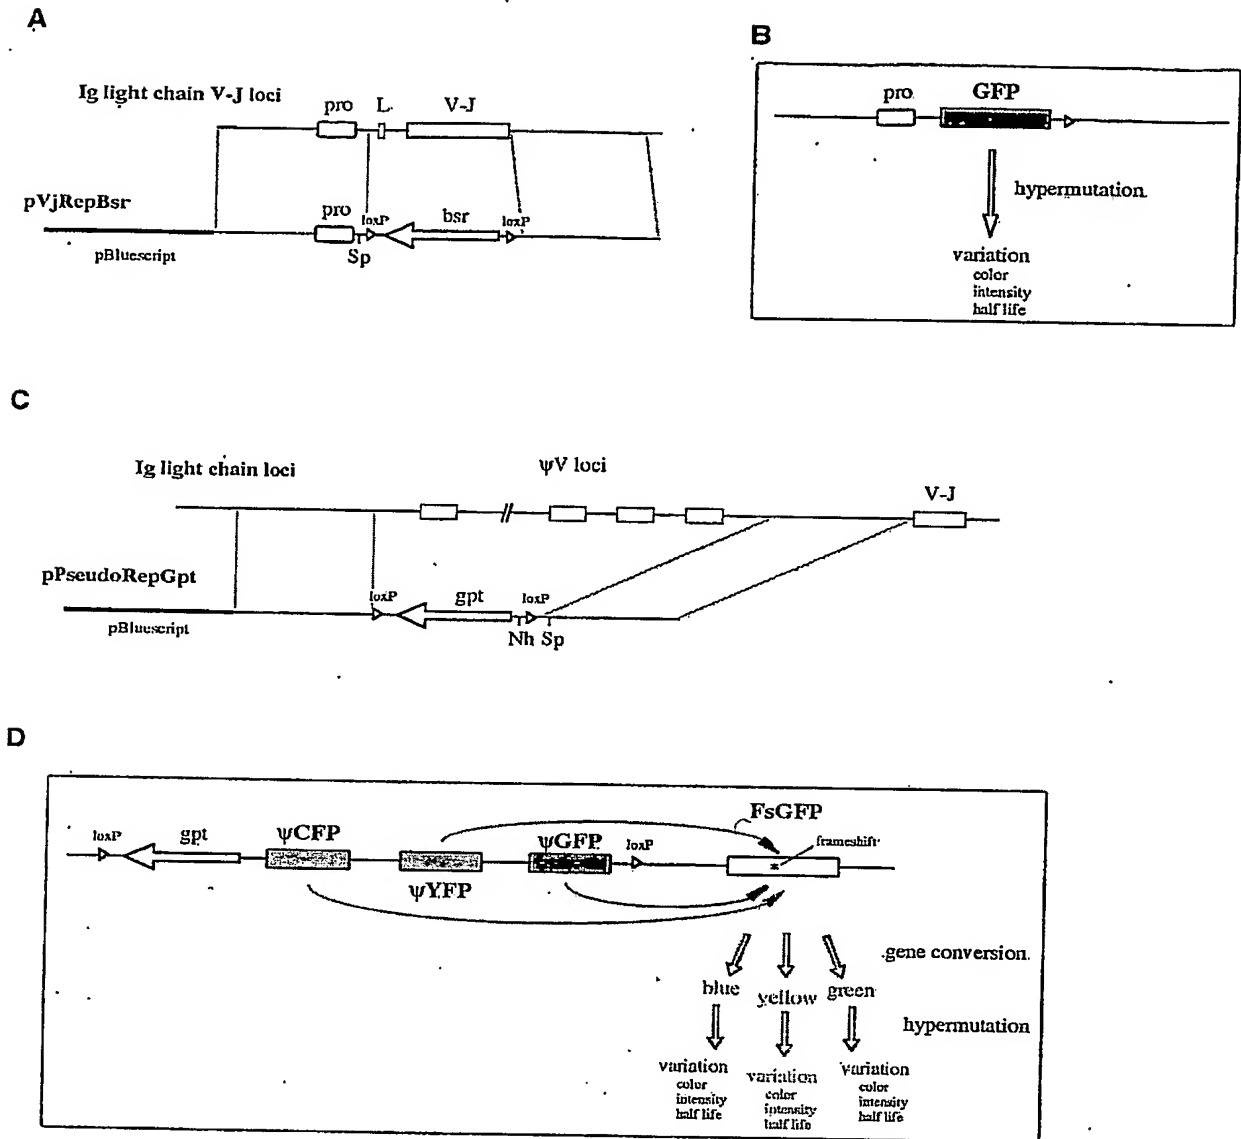 A
Ig light chain V-J loci
pro L V-J
pVjRepBsr
pro loxP bsr loxP
Sp
pBluescript
B
pro GFP
hypermutation
variation
color
intensity
half life
C
Ig light chain loci
ψV loci
V-J
pPseudoRepGpt
loxP gpt loxP
Nh Sp
pBluescript
D
loxP gpt ψCFP ψYFP ψGFP loxP
FsGFP
frameshift
*
gene conversion
blue yellow green
hypermutation
variation
color
intensity
half life
variation
color
intensity
half life
variation
color
intensity
half life